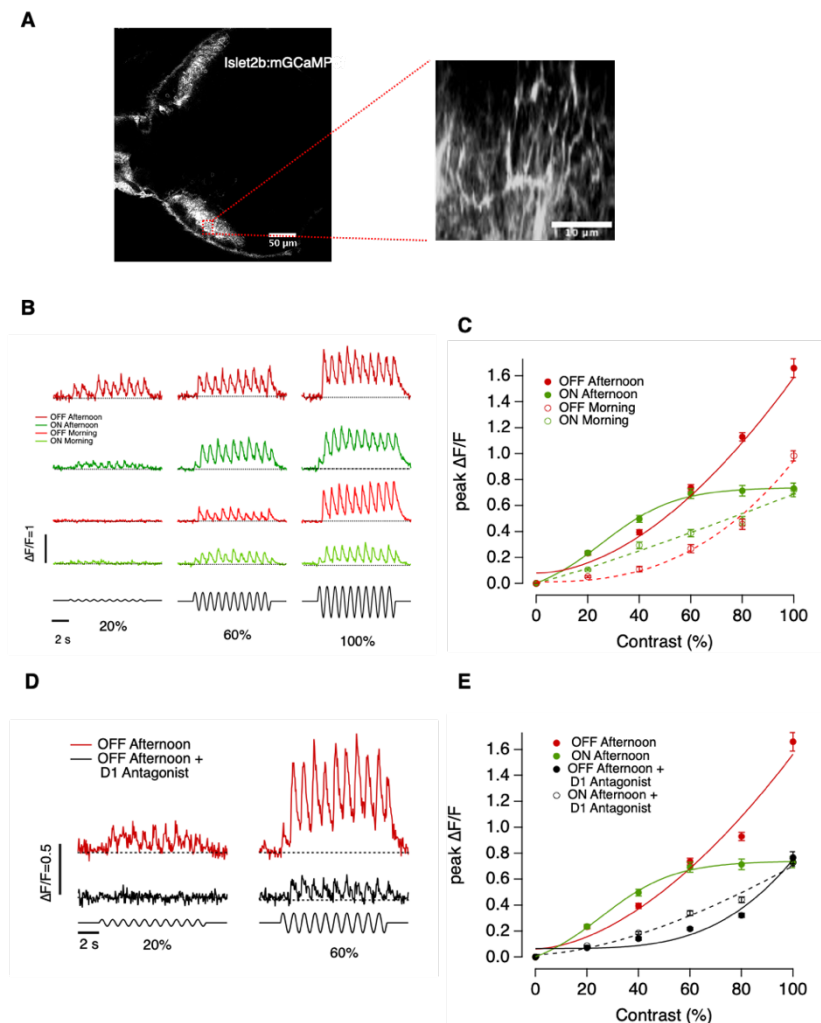 A
Islet2b:mGCaMP
50 µm
10 µm
B
OFF Afternoon
ON Afternoon
OFF Morning
ON Morning
ΔF/F=1
2 s
20%
60%
100%
C
OFF Afternoon
ON Afternoon
OFF Morning
ON Morning
peak ΔF/F
1.6
1.4
1.2
1.0
0.8
0.6
0.4
0.2
0.0
0 20 40 60 80 100
Contrast (%)
D
OFF Afternoon
OFF Afternoon +
D1 Antagonist
ΔF/F=0.5
2 s
20%
60%
E
OFF Afternoon
ON Afternoon
OFF Afternoon +
D1 Antagonist
ON Afternoon +
D1 Antagonist
peak ΔF/F
1.6
1.4
1.2
1.0
0.8
0.6
0.4
0.2
0.0
0 20 40 60 80 100
Contrast (%)